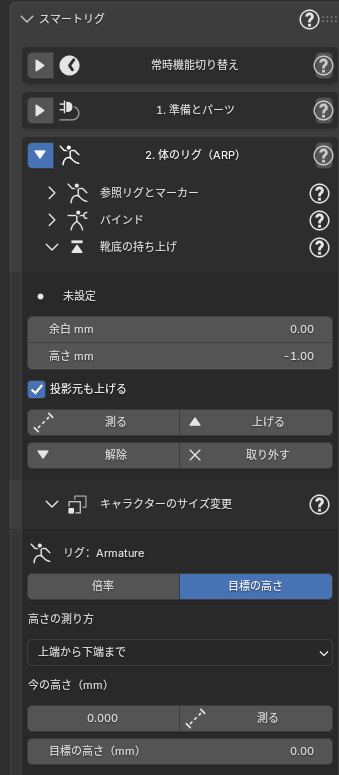 スマートリグ
常時機能切り替え
1. 準備とパーツ
2. 体のリグ（ARP）
参照リグとマーカー
バインド
靴底の持ち上げ
未設定
余白 mm 0.00
高さ mm -1.00
投影元も上げる
測る 上げる
解除 取り外す
キャラクターのサイズ変更
リグ：Armature
倍率 目標の高さ
高さの測り方
上端から下端まで
今の高さ（mm）
0.000 測る
目標の高さ（mm） 0.00